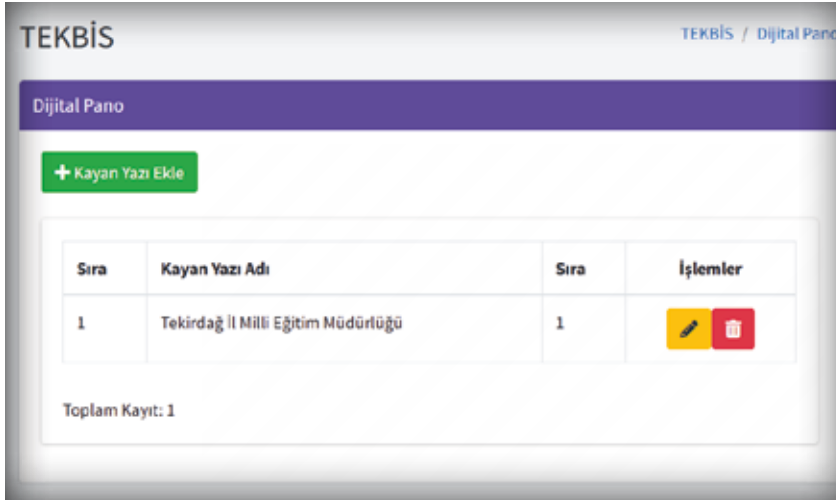 TEKBİS
TEKBİS / Dijital Pano
Dijital Pano
Kayan Yazı Ekle
Sıra Kayan Yazı Adı Sıra İşlemler
1 Tekirdağ İl Milli Eğitim Müdürlüğü 1
Toplam Kayıt: 1